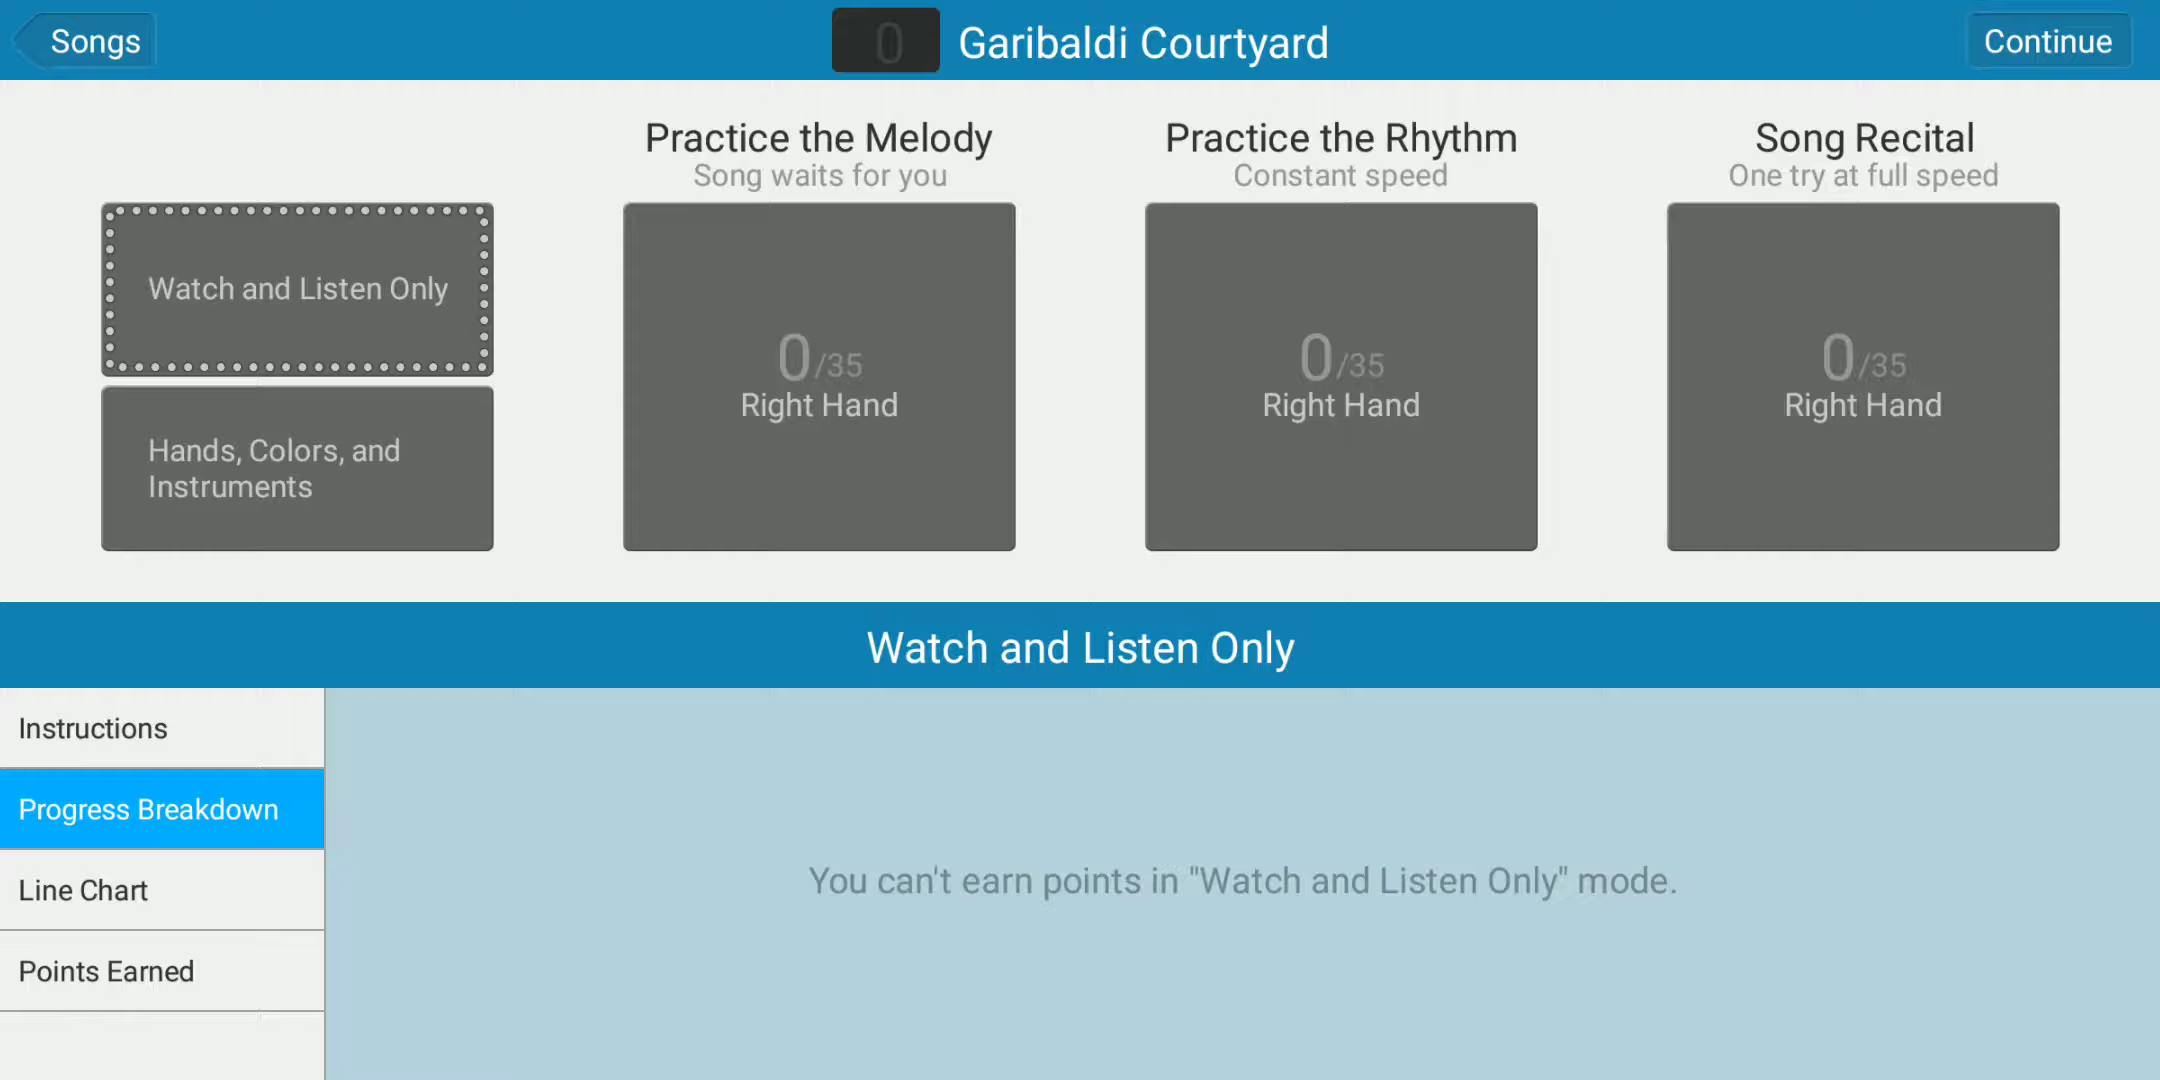 Songs
0
Garibaldi Courtyard
Continue
Practice the Melody
Song waits for you
Practice the Rhythm
Constant speed
Song Recital
One try at full speed
Watch and Listen Only
Hands, Colors, and
Instruments
0/35
Right Hand
0/35
Right Hand
0/35
Right Hand
Watch and Listen Only
Instructions
Progress Breakdown
Line Chart
Points Earned
You can't earn points in "Watch and Listen Only" mode.